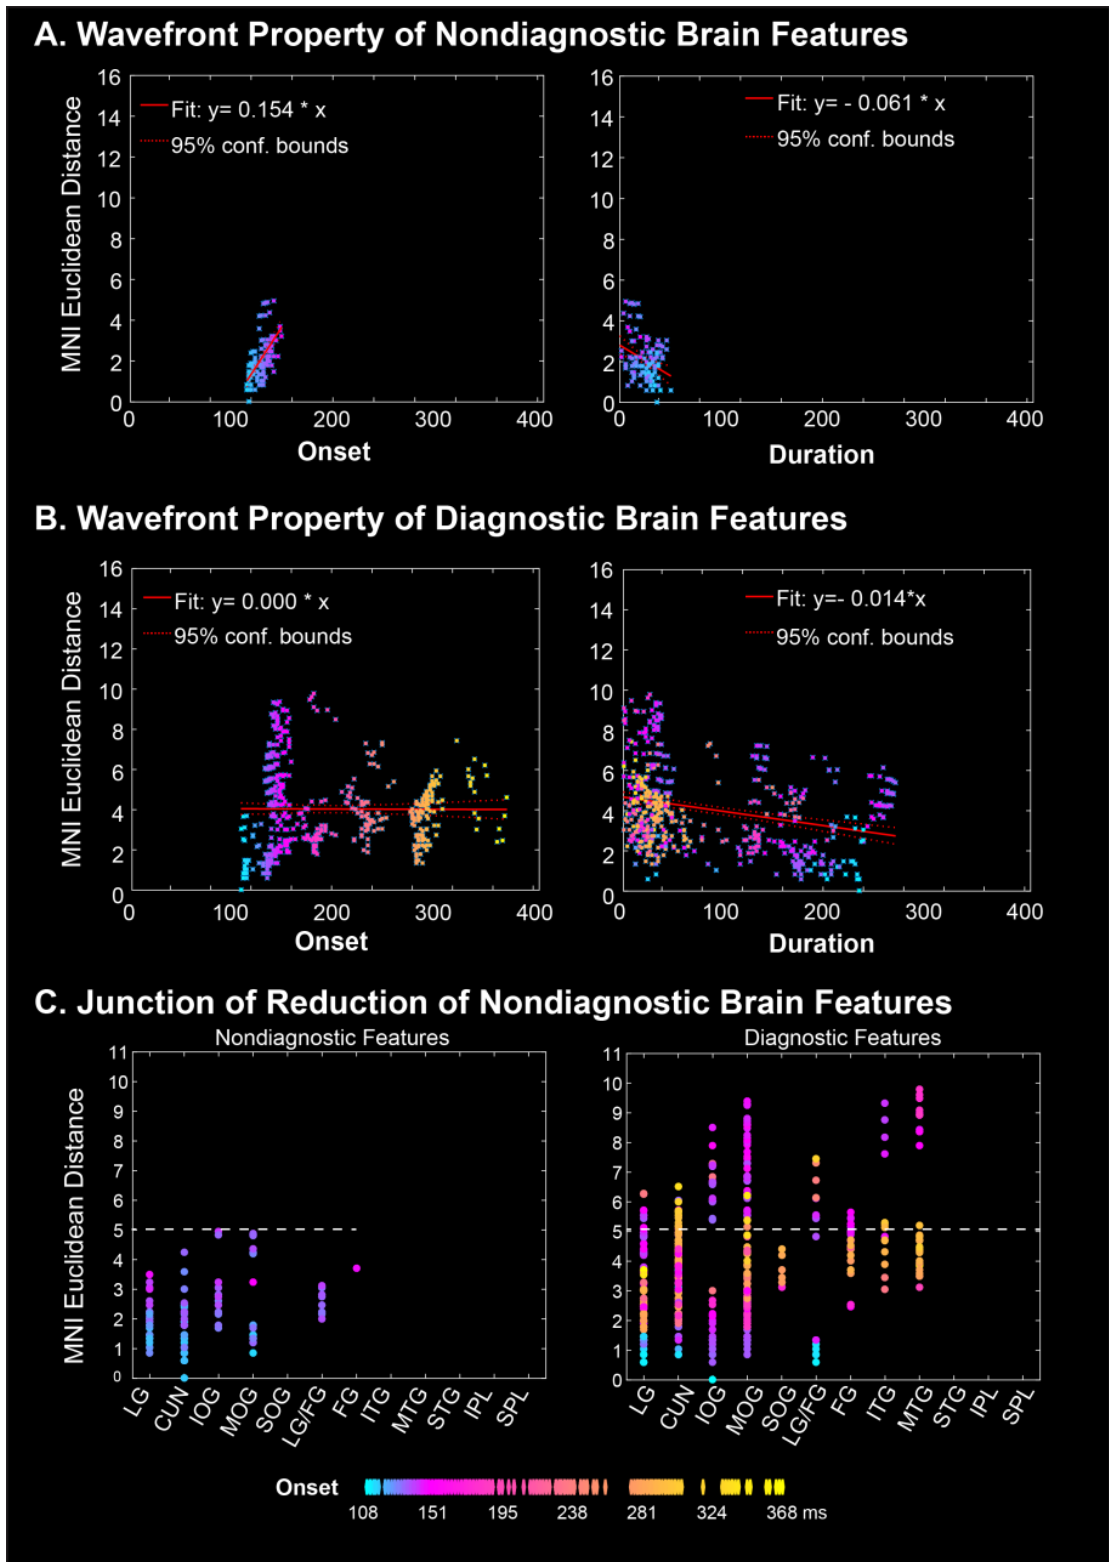 A. Wavefront Property of Nondiagnostic Brain Features
MNI Euclidean Distance
16
14
12
10
8
6
4
2
0
Fit: y= 0.154 * x
95% conf. bounds
0 100 200 300 400
Onset
16
14
12
10
8
6
4
2
0
Fit: y= - 0.061 * x
95% conf. bounds
0 100 200 300 400
Duration
B. Wavefront Property of Diagnostic Brain Features
MNI Euclidean Distance
16
14
12
10
8
6
4
2
0
Fit: y= 0.000 * x
95% conf. bounds
0 100 200 300 400
Onset
16
14
12
10
8
6
4
2
0
Fit: y=- 0.014*x
95% conf. bounds
0 100 200 300 400
Duration
C. Junction of Reduction of Nondiagnostic Brain Features
Nondiagnostic Features
MNI Euclidean Distance
11
10
9
8
7
6
5
4
3
2
1
0
LG CUN IOG MOG SOG LG/FG FG ITG MTG STG IPL SPL
Diagnostic Features
11
10
9
8
7
6
5
4
3
2
1
0
LG CUN IOG MOG SOG LG/FG FG ITG MTG STG IPL SPL
Onset
108 151 195 238 281 324 368 ms